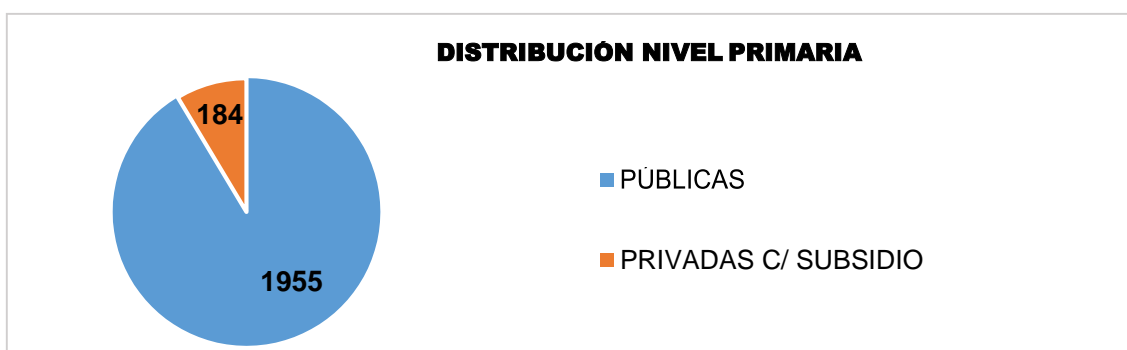 DISTRIBUCIÓN NIVEL PRIMARIA
184
PÚBLICAS
PRIVADAS C/ SUBSIDIO
1955